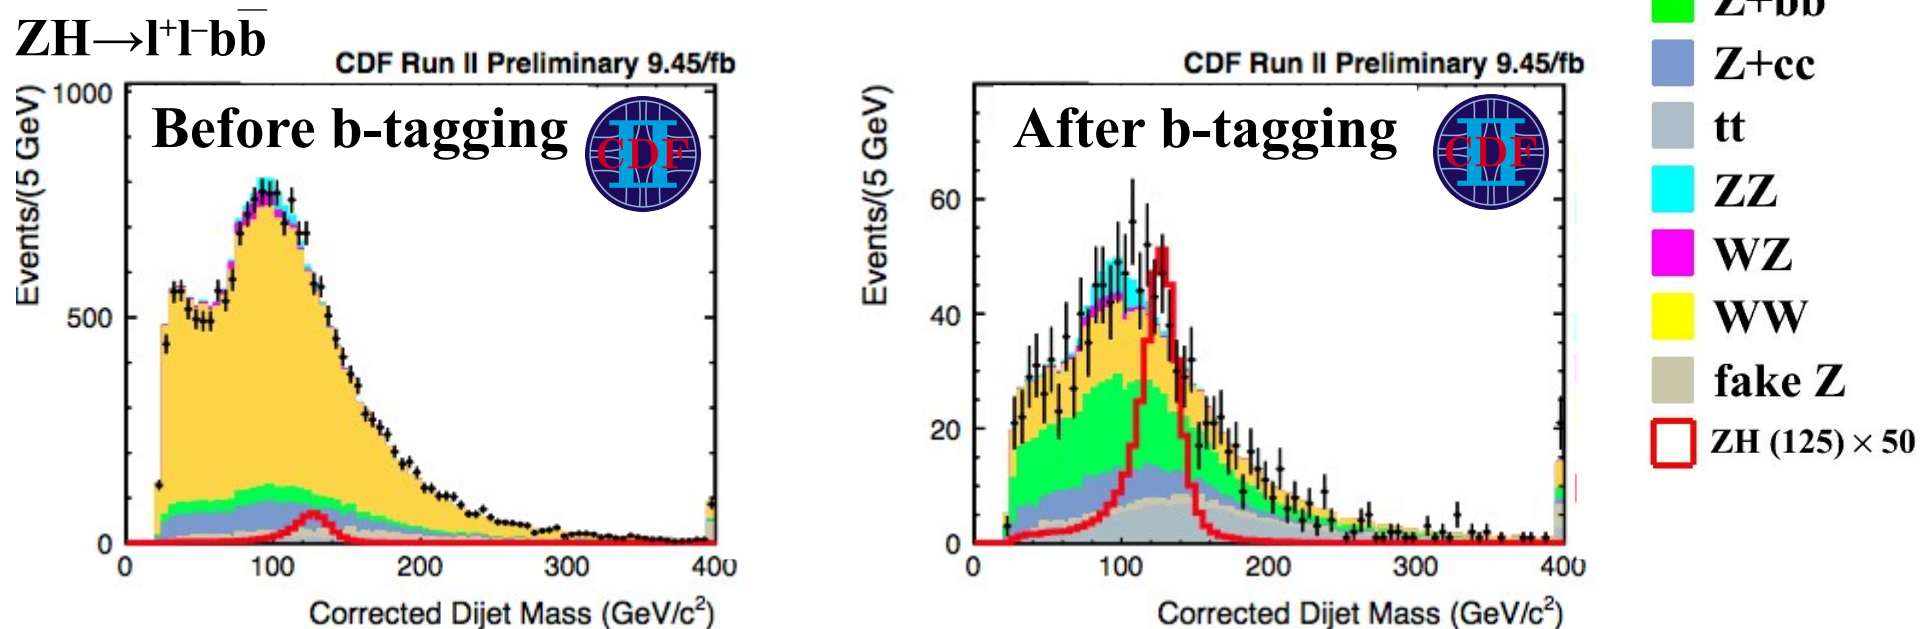 ZH→l⁺l⁻bb̅
CDF Run II Preliminary 9.45/fb
Before b-tagging
II
CDF
Events/(5 GeV)
1000
500
0
0 100 200 300 400
Corrected Dijet Mass (GeV/c²)
CDF Run II Preliminary 9.45/fb
After b-tagging
II
CDF
Events/(5 GeV)
60
40
20
0
0 100 200 300 400
Corrected Dijet Mass (GeV/c²)
Z+bb
Z+cc
tt
ZZ
WZ
WW
fake Z
ZH (125) × 50